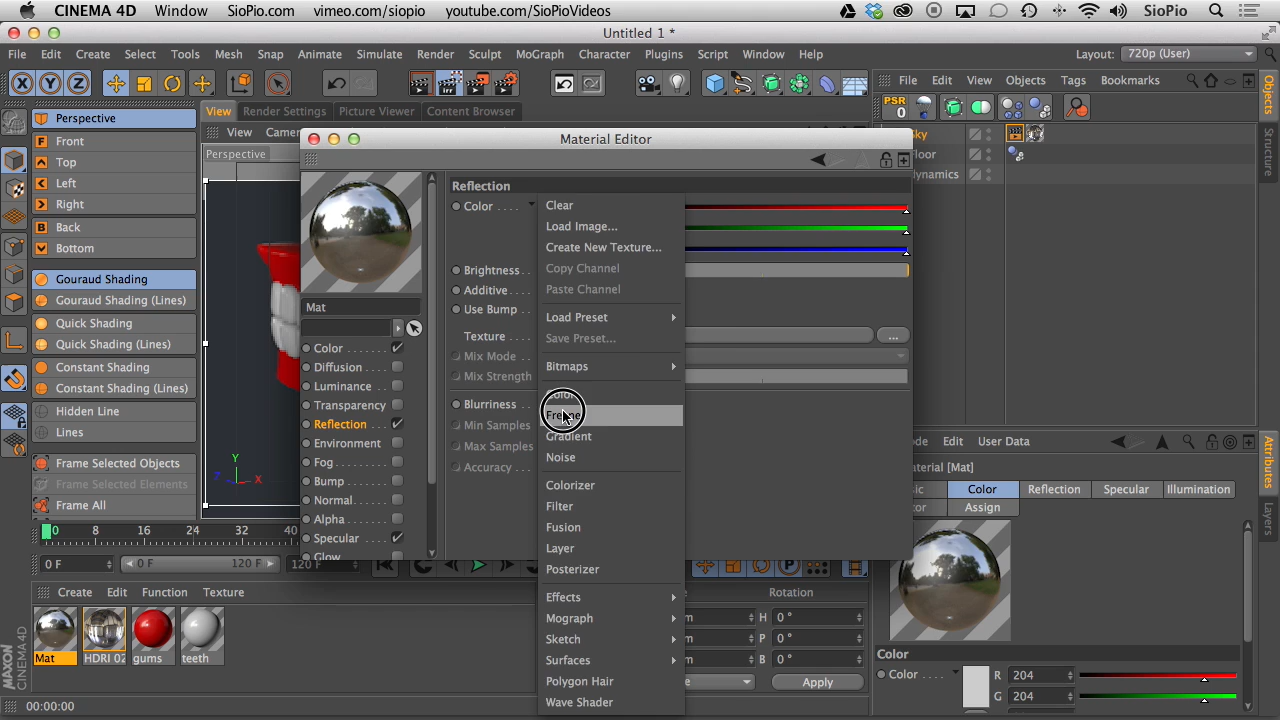 CINEMA 4D Window SioPio.com vimeo.com/siopio youtube.com/SioPioVideos SioPio
Untitled 1 *
File Edit Create Select Tools Mesh Snap Animate Simulate Render Sculpt MoGraph Character Plugins Script Window Help Layout: 720p (User)
X Y Z
File Edit View Objects Tags Bookmarks
PSR
0
Perspective
Front
Top
Left
Right
Back
Bottom
Gouraud Shading
Gouraud Shading (Lines)
Quick Shading
Quick Shading (Lines)
Constant Shading
Constant Shading (Lines)
Hidden Line
Lines
Frame Selected Objects
Frame Selected Elements
Frame All
View Render Settings Picture Viewer Content Browser
View
Perspective
Y
Z X
Material Editor
Mat
Color
Diffusion
Luminance
Transparency
Reflection
Environment
Fog
Bump
Normal
Alpha
Specular
Glow
Reflection
Color
Brightness
Additive
Use Bump
Texture
...
Mix Mode
Mix Strength
Blurriness
Min Samples
Max Samples
Accuracy
Clear
Load Image...
Create New Texture...
Copy Channel
Paste Channel
Load Preset
Save Preset...
Bitmaps
Gradient
Noise
Colorizer
Filter
Fusion
Layer
Posterizer
Effects
Mograph
Sketch
Surfaces
Polygon Hair
Wave Shader
Objects
Structure
Attributes
Layers
Edit User Data
[Mat]
Color Reflection Specular Illumination
Assign
Color
Color R 204
G 204
0 8 16 24 32 40
0 F 0 F 120 F 120 F
Create Edit Function Texture
Mat HDRI 02 gums teeth
Rotation
H 0 °
P 0 °
B 0 °
Apply
MAXON
CINEMA 4D
00:00:00